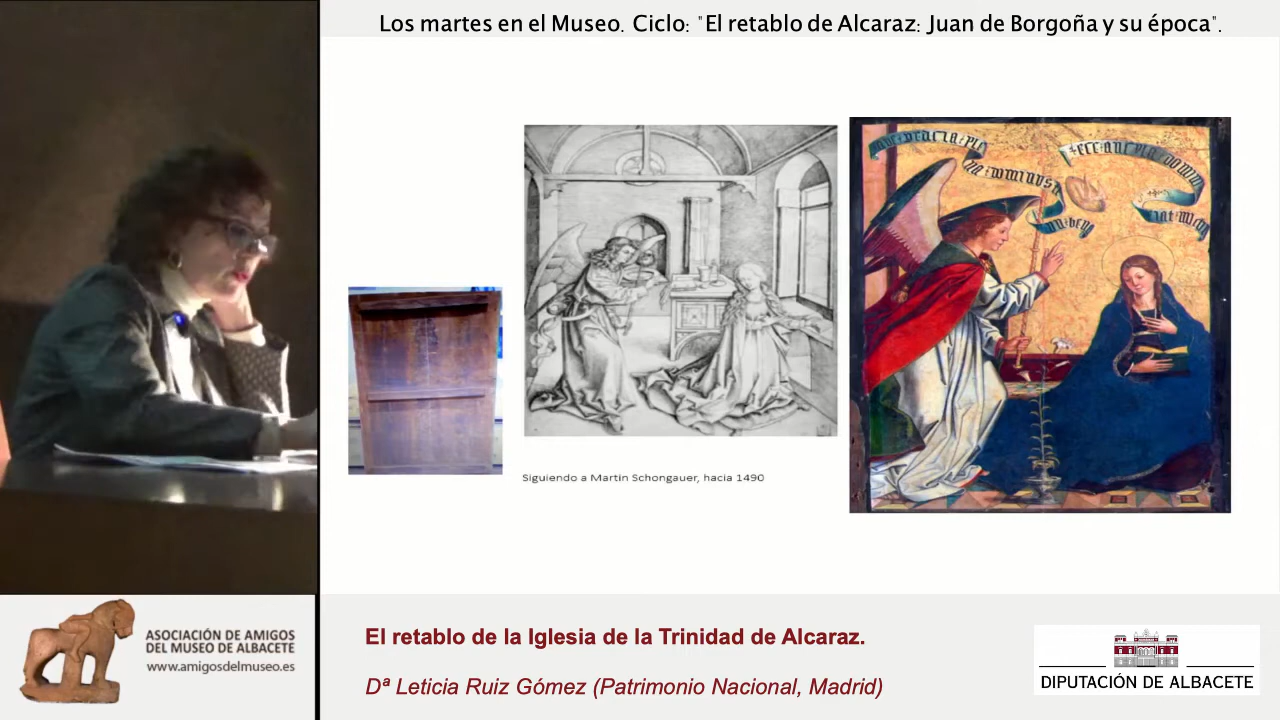 Los martes en el Museo. Ciclo: "El retablo de Alcaraz: Juan de Borgoña y su época".
Siguiendo a Martin Schongauer, hacia 1490
ASOCIACIÓN DE AMIGOS
DEL MUSEO DE ALBACETE
www.amigosdelmuseo.es
El retablo de la Iglesia de la Trinidad de Alcaraz.
Dª Leticia Ruiz Gómez (Patrimonio Nacional, Madrid)
DIPUTACIÓN DE ALBACETE